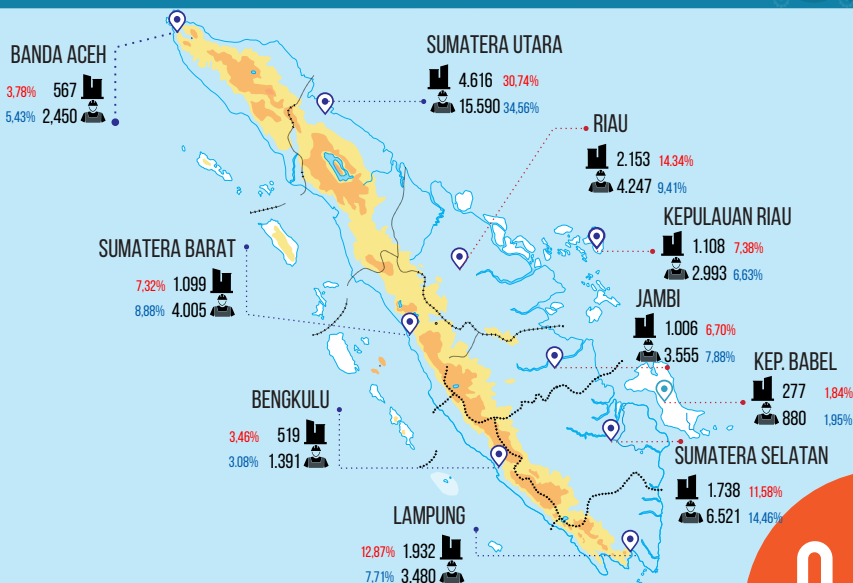 BANDA ACEH
3,78% 567
5,43% 2,450
SUMATERA UTARA
4.616 30,74%
15.590 34,56%
RIAU
2.153 14.34%
4.247 9,41%
KEPULAUAN RIAU
1.108 7,38%
2.993 6,63%
SUMATERA BARAT
7,32% 1.099
8,88% 4.005
JAMBI
1.006 6,70%
3.555 7,88%
KEP. BABEL
277 1,84%
880 1,95%
BENGKULU
3,46% 519
3.08% 1.391
SUMATERA SELATAN
1.738 11,58%
6.521 14,46%
LAMPUNG
12.87% 1.932
7,71% 3.480